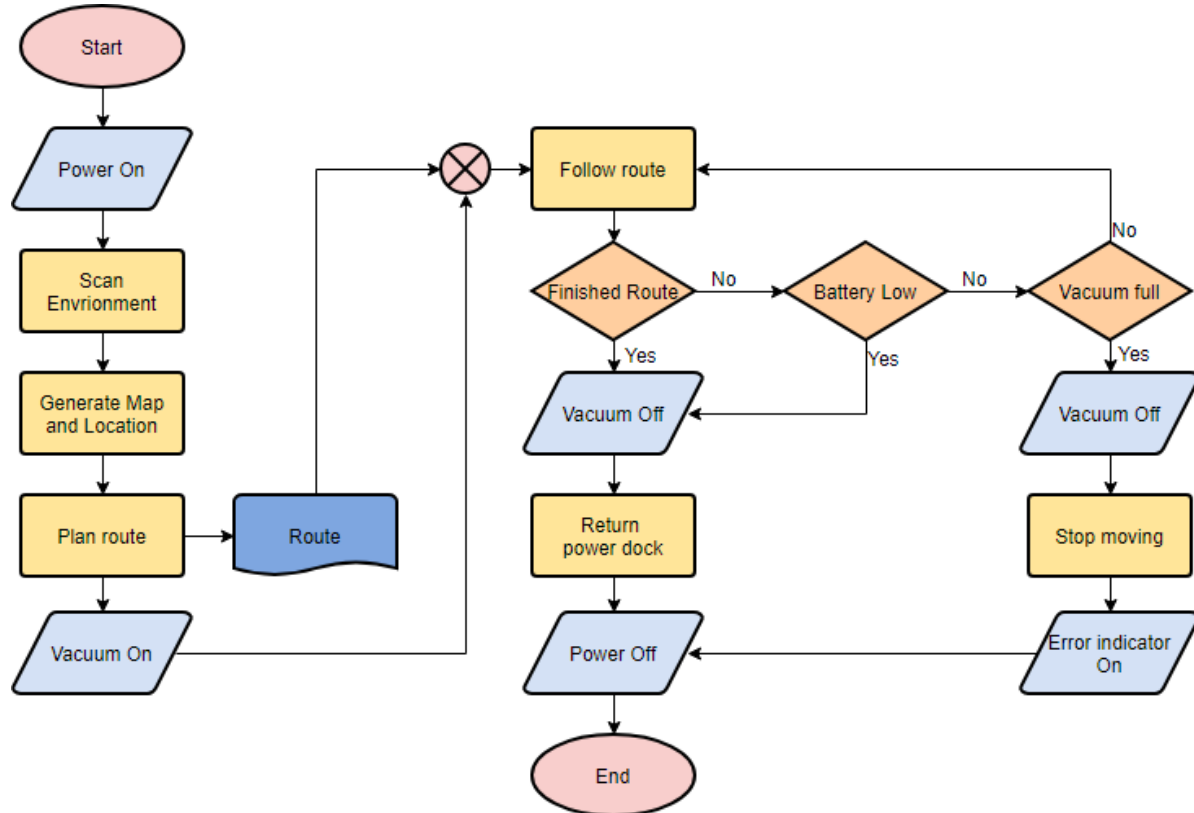 Start
Power On
Scan
Envrionment
Generate Map
and Location
Plan route
Route
Vacuum On
Follow route
Finished Route
No
Battery Low
No
Vacuum full
No
Yes
Yes
Yes
Vacuum Off
Vacuum Off
Return
power dock
Stop moving
Power Off
Error indicator
On
End